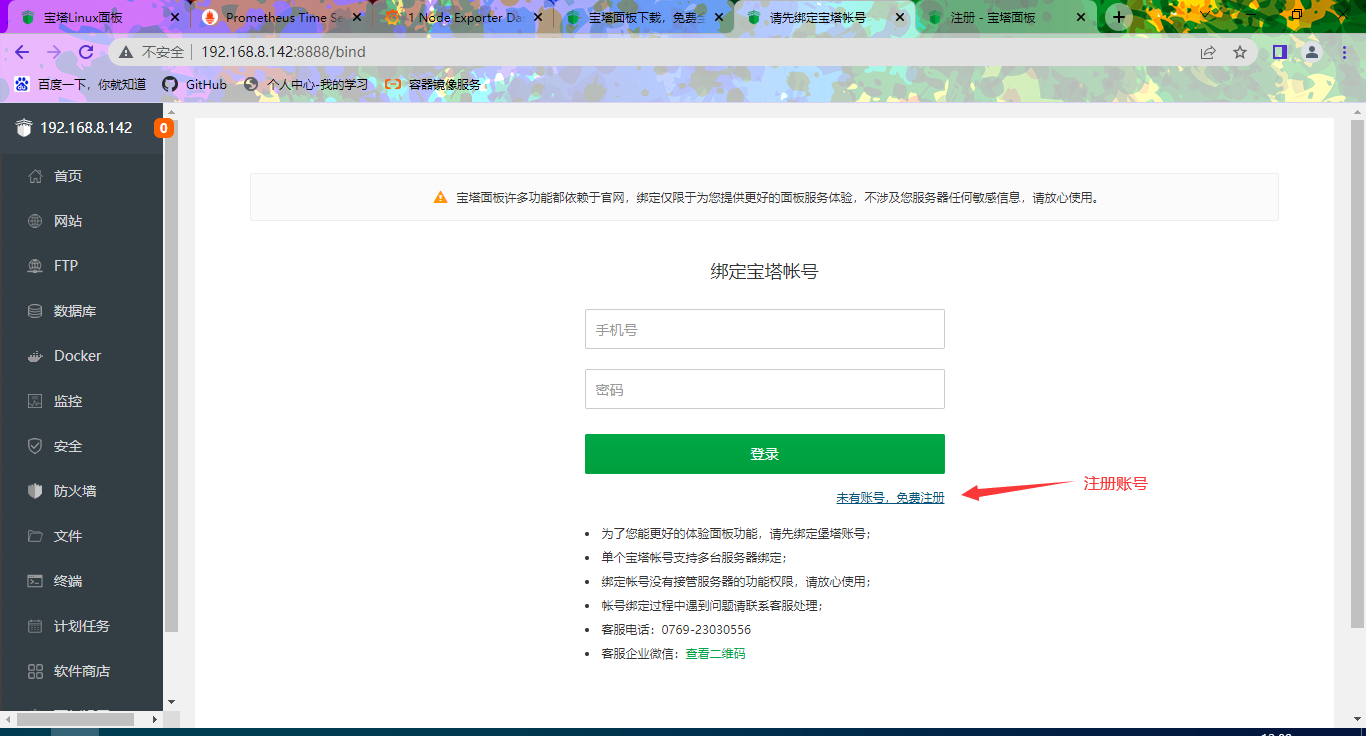 宝塔Linux面板
Prometheus Time Se
1 Node Exporter Da
宝塔面板下载，免费全
请先绑定宝塔帐号
注册 - 宝塔面板
不安全
192.168.8.142:8888/bind
百度一下，你就知道
GitHub
个人中心-我的学习
容器镜像服务
192.168.8.142
0
首页
网站
FTP
数据库
Docker
监控
安全
防火墙
文件
终端
计划任务
软件商店
宝塔面板许多功能都依赖于官网，绑定仅限于为您提供更好的面板服务体验，不涉及您服务器任何敏感信息，请放心使用。
绑定宝塔帐号
手机号
密码
登录
未有账号，免费注册
注册账号
为了您能更好的体验面板功能，请先绑定堡塔账号；
单个宝塔帐号支持多台服务器绑定；
绑定帐号没有接管服务器的功能权限，请放心使用；
帐号绑定过程中遇到问题请联系客服处理；
客服电话：0769-23030556
客服企业微信：查看二维码